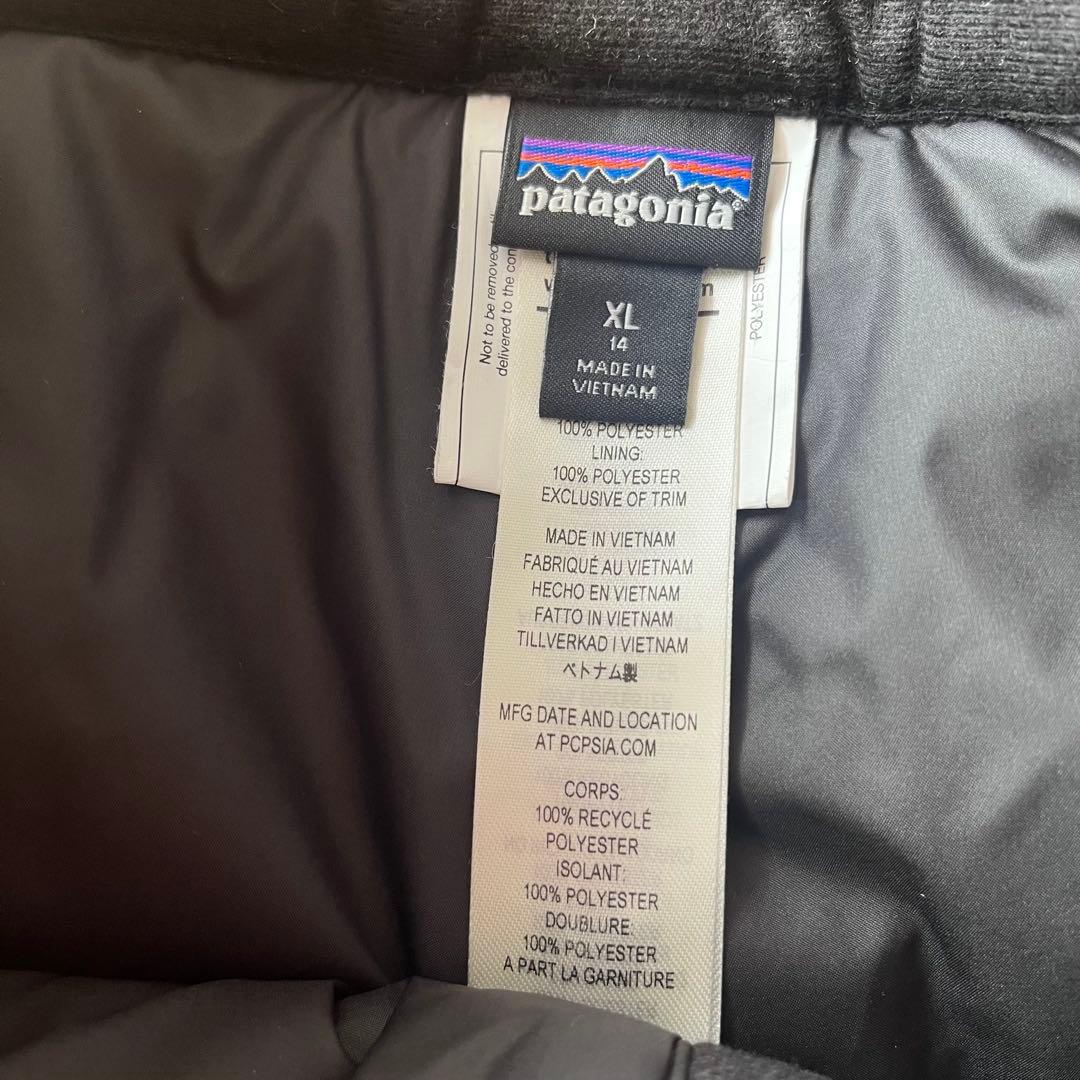 patagonia®
XL
14
MADE IN
VIETNAM
Not to be removed
delivered to the con
POLYESTER
100% POLYESTER
LINING:
100% POLYESTER
EXCLUSIVE OF TRIM
MADE IN VIETNAM
FABRIQUÉ AU VIETNAM
HECHO EN VIETNAM
FATTO IN VIETNAM
TILLVERKAD I VIETNAM
ベトナム製
MFG DATE AND LOCATION
AT PCPSIA.COM
CORPS:
100% RECYCLÉ
POLYESTER
ISOLANT:
100% POLYESTER
DOUBLURE:
100% POLYESTER
A PART LA GARNITURE